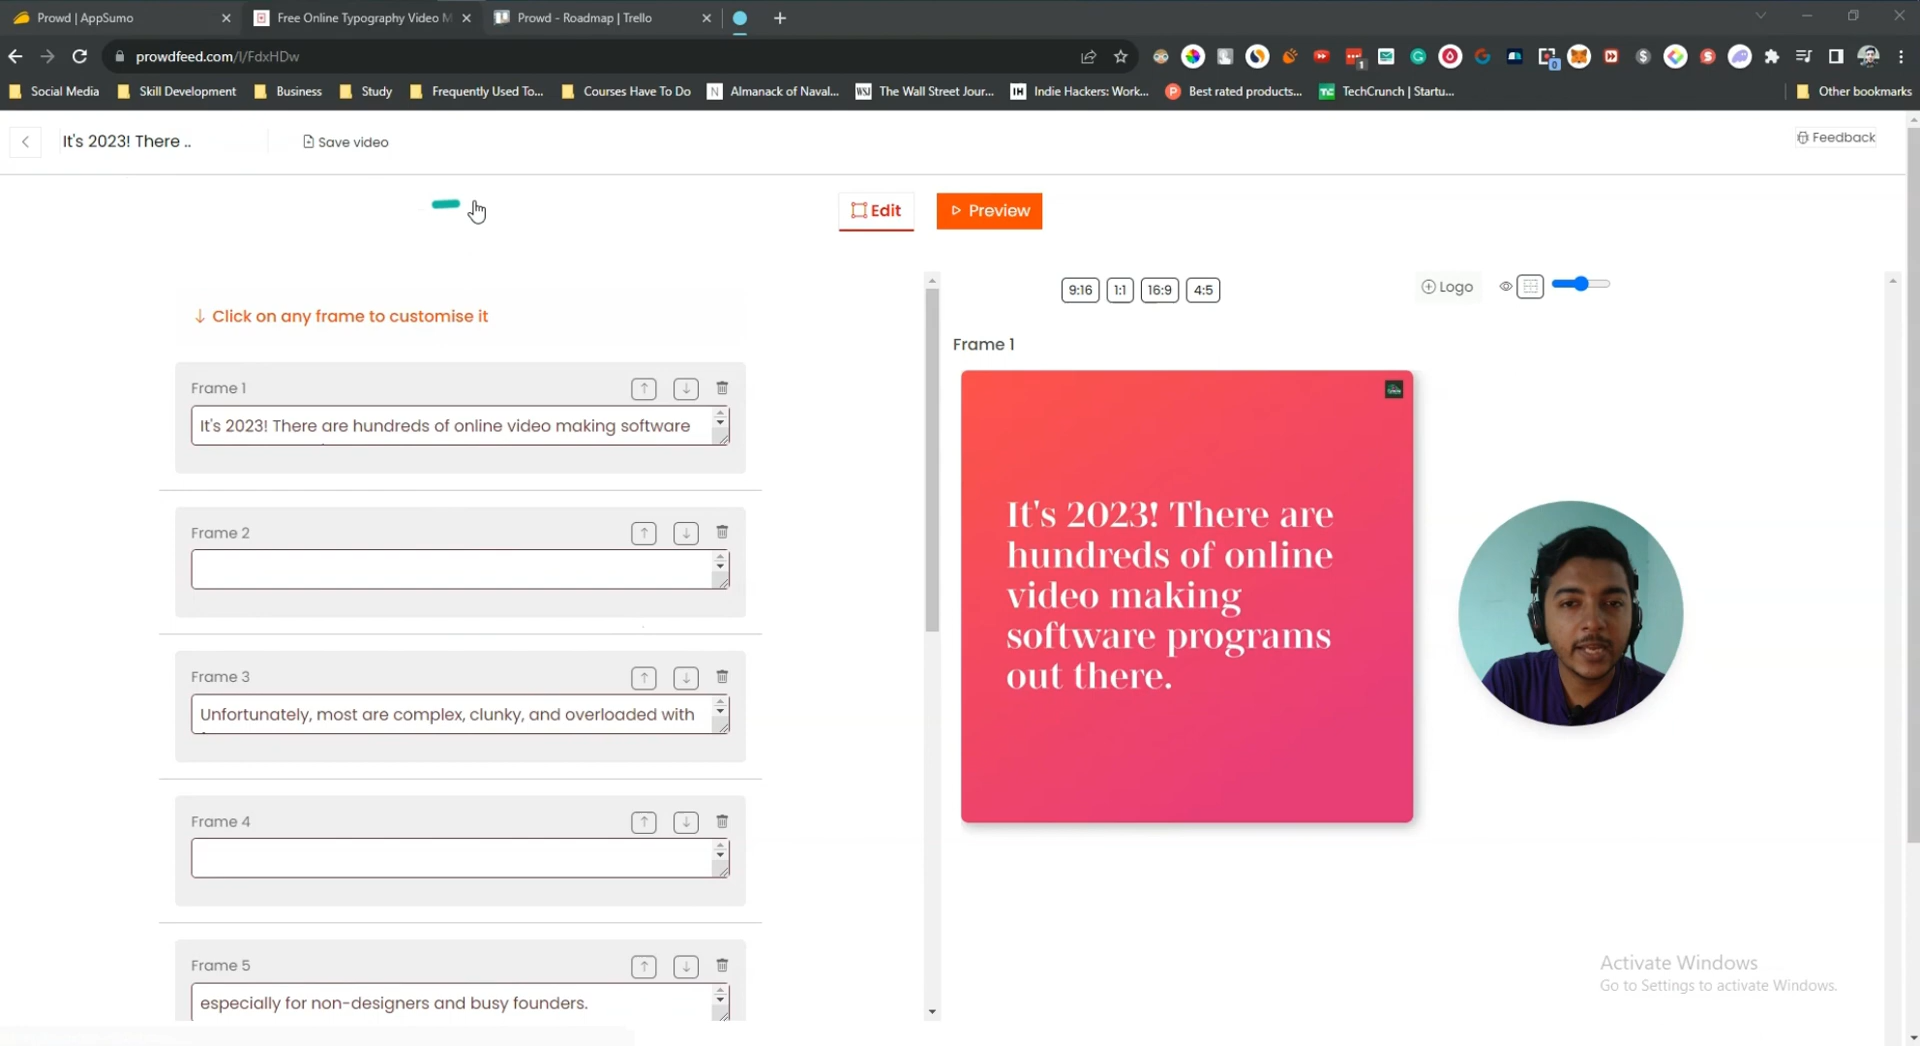 Prowd | AppSumo
Free Online Typography Video M
Prowd - Roadmap | Trello
prowdfeed.com/l/FdxHDw
1
0
Social Media
Skill Development
Business
Study
Frequently Used To...
Courses Have To Do
N Almanack of Naval...
WSJ The Wall Street Jour...
IH Indie Hackers: Work...
P Best rated products...
TC TechCrunch | Startu...
Other bookmarks
It's 2023! There ..
Save video
Feedback
Edit
Preview
9:16
1:1
16:9
4:5
Logo
Click on any frame to customise it
Frame 1
It's 2023! There are hundreds of online video making software
Frame 2
Frame 3
Unfortunately, most are complex, clunky, and overloaded with
Frame 4
Frame 5
especially for non-designers and busy founders.
Frame 1
It's 2023! There are
hundreds of online
video making
software programs
out there.
Activate Windows
Go to Settings to activate Windows.